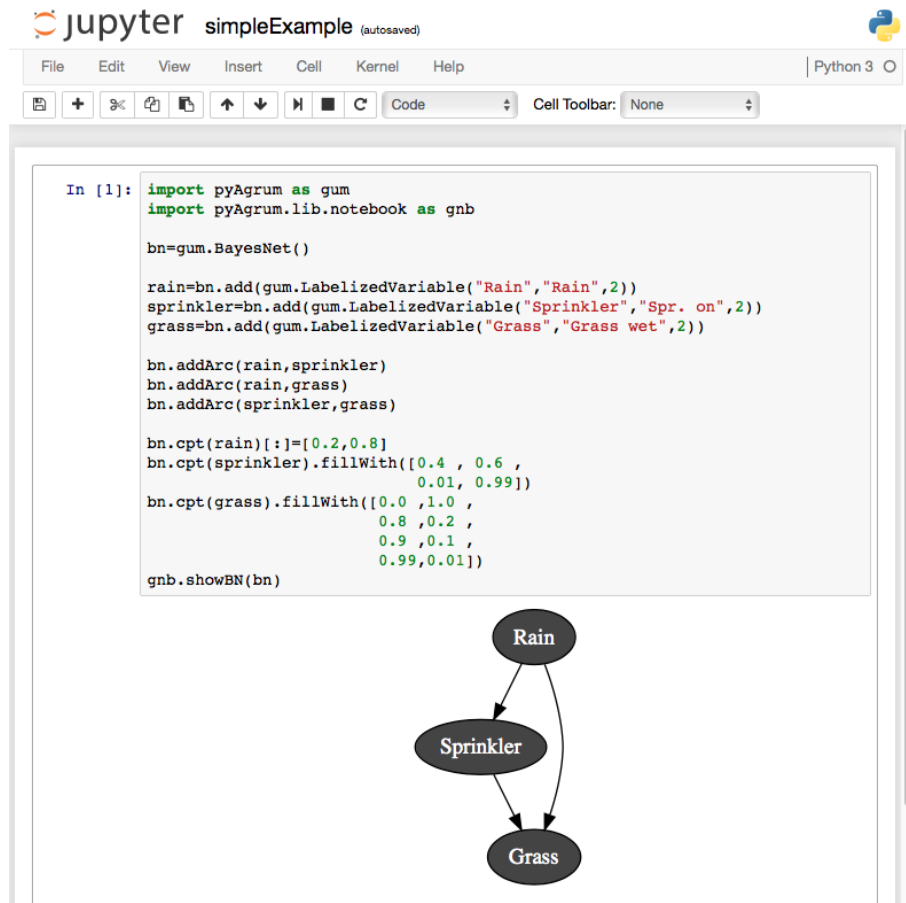 jupyter simpleExample (autosaved)
File Edit View Insert Cell Kernel Help Python 3
Code Cell Toolbar: None
In [1]: import pyAgrum as gum
import pyAgrum.lib.notebook as gnb
bn=gum.BayesNet()
rain=bn.add(gum.LabelizedVariable("Rain","Rain",2))
sprinkler=bn.add(gum.LabelizedVariable("Sprinkler","Spr. on",2))
grass=bn.add(gum.LabelizedVariable("Grass","Grass wet",2))
bn.addArc(rain,sprinkler)
bn.addArc(rain,grass)
bn.addArc(sprinkler,grass)
bn.cpt(rain)[:]=[0.2,0.8]
bn.cpt(sprinkler).fillWith([0.4 , 0.6 ,
0.01, 0.99])
bn.cpt(grass).fillWith([0.0 ,1.0 ,
0.8 ,0.2 ,
0.9 ,0.1 ,
0.99,0.01])
gnb.showBN(bn)
Rain
Sprinkler
Grass